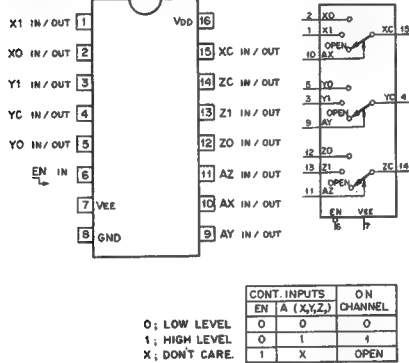 X1 IN/OUT 1
VDD 16
XO IN/OUT 2
15 XC IN/OUT
Y1 IN/OUT 3
14 ZC IN/OUT
YC IN/OUT 4
13 Z1 IN/OUT
YO IN/OUT 5
12 ZO IN/OUT
EN IN 6
11 AZ IN/OUT
7 VEE
10 AX IN/OUT
8 GND
9 AY IN/OUT
2 XO
1 X1 XC 15
OPEN
10 AX
5 YO
3 Y1 YC 4
OPEN
9 AY
12 ZO
13 Z1 ZC 14
OPEN
11 AZ
EN VEE
6 7
CONT. INPUTS ON CHANNEL
EN A (X,Y,Z,)
O; LOW LEVEL 0 0 0
1; HIGH LEVEL 0 1 1
X; DON'T CARE. 1 X OPEN